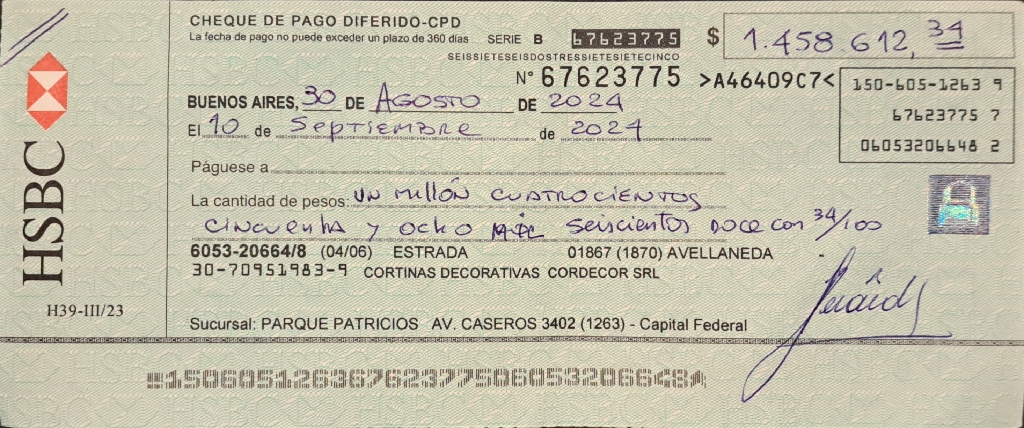 HSBC
H39-III/23
CHEQUE DE PAGO DIFERIDO-CPD
La fecha de pago no puede exceder un plazo de 360 días SERIE B 67623775 $ 1.458.612,34
SEISSIETESEISDOSTRESSIETESIETECINCO
N° 67623775 >A46409C7<
150-605-1263 9
67623775 7
06053206648 2
BUENOS AIRES, 30 DE AGOSTO DE 2024
El 10 de Septiembre de 2024
Páguese a
La cantidad de pesos: UN Millón CUATROCIENTOS
CINCUENTA y OCHO MIL SEISCIENTOS DOCE con 34/100
6053-20664/8 (04/06) ESTRADA 01867 (1870) AVELLANEDA
30-70951983-9 CORTINAS DECORATIVAS CORDECOR SRL
Sucursal: PARQUE PATRICIOS AV. CASEROS 3402 (1263) - Capital Federal
15060512636762377506053206648